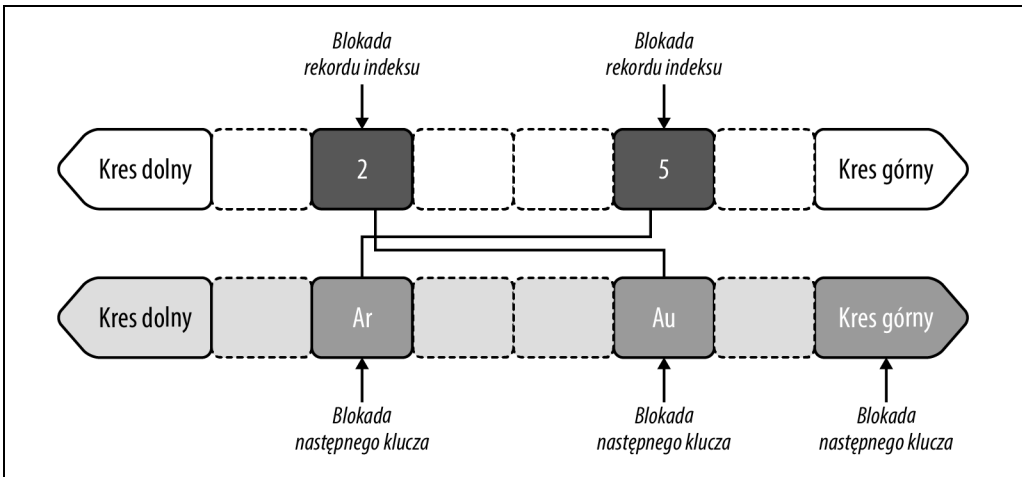 Blokada
rekordu indeksu
Blokada
rekordu indeksu
Kres dolny
2
5
Kres górny
Kres dolny
Ar
Au
Kres górny
Blokada
następnego klucza
Blokada
następnego klucza
Blokada
następnego klucza